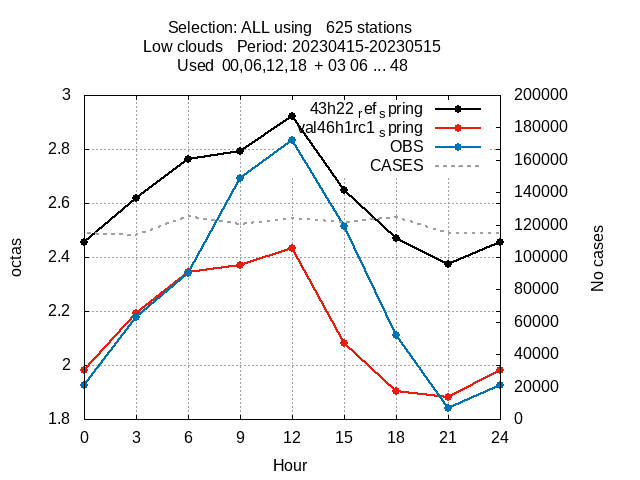 Selection: ALL using 625 stations
Low clouds Period: 20230415-20230515
Used 00,06,12,18 + 03 06 ... 48
43h22 ref spring
val46h1rc1 spring
OBS
CASES
3
2.8
2.6
2.4
2.2
2
1.8
octas
200000
180000
160000
140000
120000
100000
80000
60000
40000
20000
0
No cases
0 3 6 9 12 15 18 21 24
Hour